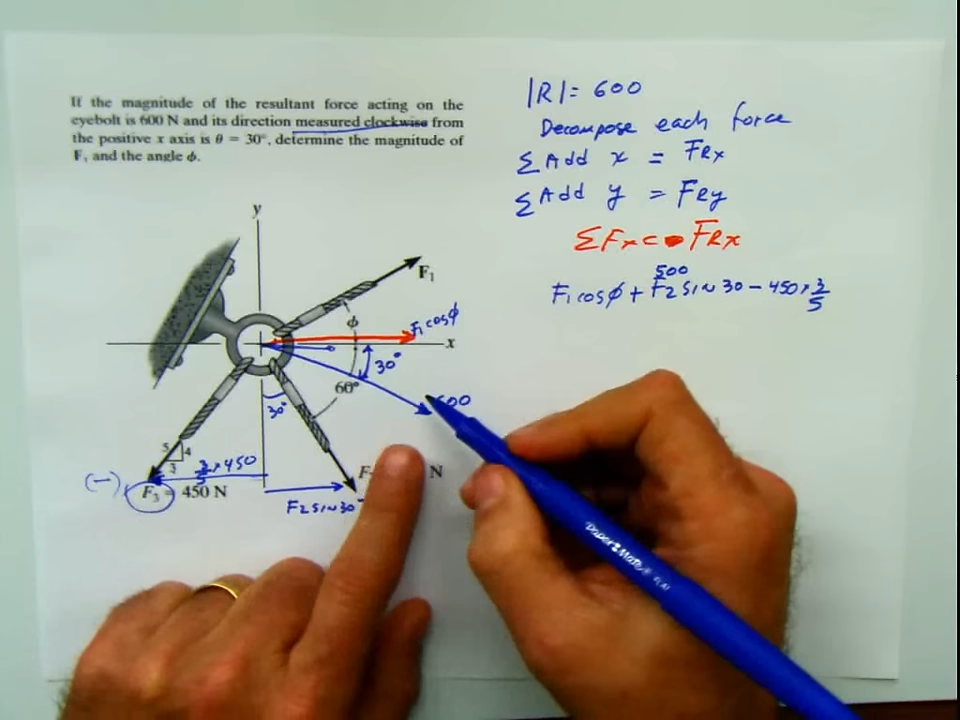 If the magnitude of the resultant force acting on the
eyebolt is 600 N and its direction measured clockwise from
the positive x axis is θ = 30°, determine the magnitude of
F₁ and the angle ϕ.
|R| = 600
Decompose each force
Σ Add x = FRx
Σ Add y = FRy
ΣFx = FRx
500
F₁ cos ϕ + F2 sin 30 - 450 x 3/5
y
F₁
F₁ cos ϕ
ϕ
x
30°
60°
600
30°
5
4
3
3/5 x 450
(-)
F₃ = 450 N
N
F2 sin 30°
PaperMate